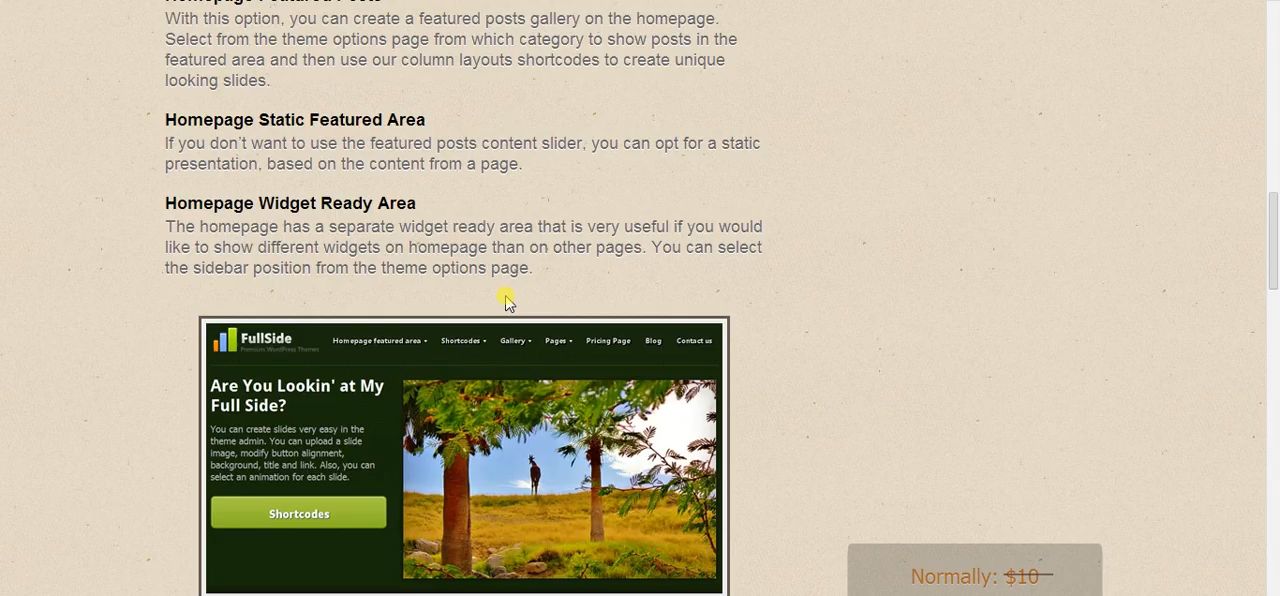 Homepage Featured Posts
With this option, you can create a featured posts gallery on the homepage.
Select from the theme options page from which category to show posts in the
featured area and then use our column layouts shortcodes to create unique
looking slides.
Homepage Static Featured Area
If you don't want to use the featured posts content slider, you can opt for a static
presentation, based on the content from a page.
Homepage Widget Ready Area
The homepage has a separate widget ready area that is very useful if you would
like to show different widgets on homepage than on other pages. You can select
the sidebar position from the theme options page.
FullSide
Premium WordPress Themes
Homepage featured area Shortcodes Gallery Pages Pricing Page Blog Contact us
Are You Lookin' at My
Full Side?
You can create slides very easy in the
theme admin. You can upload a slide
image, modify button alignment,
background, title and link. Also, you can
select an animation for each slide.
Shortcodes
Normally: $10